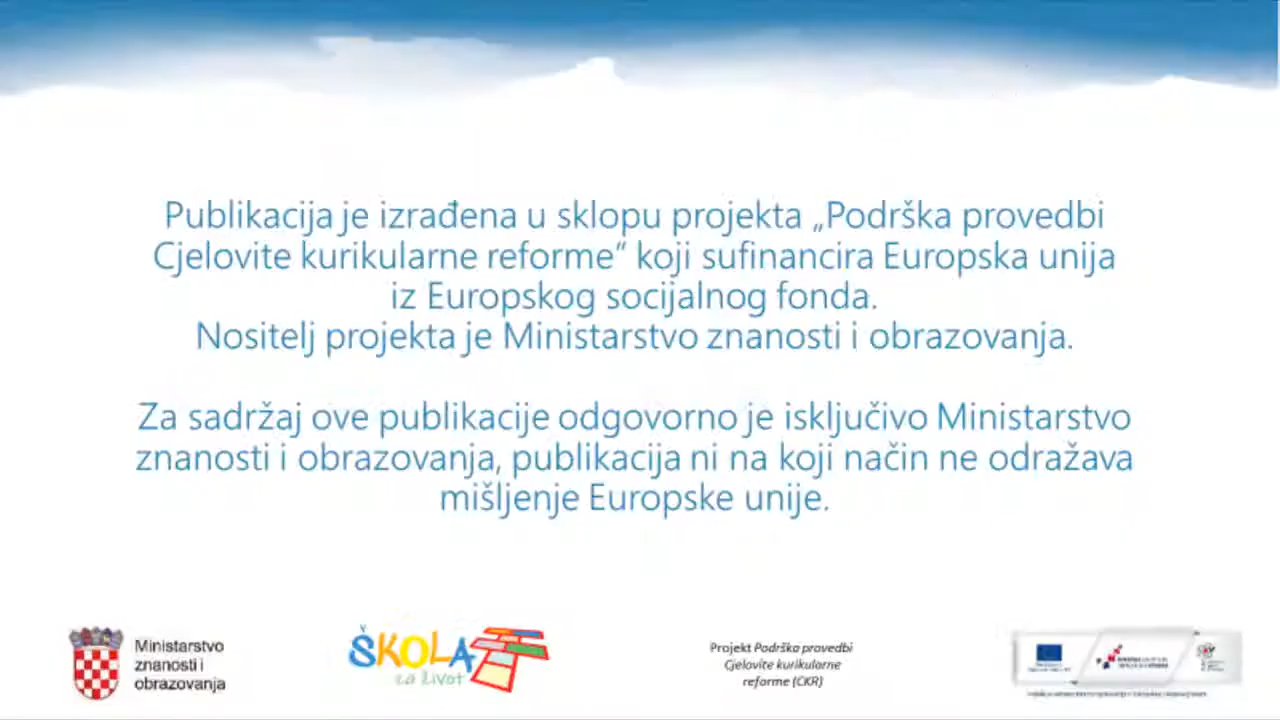 Publikacija je izrađena u sklopu projekta „Podrška provedbi
Cjelovite kurikularne reforme“ koji sufinancira Europska unija
iz Europskog socijalnog fonda.
Nositelj projekta je Ministarstvo znanosti i obrazovanja.
Za sadržaj ove publikacije odgovorno je isključivo Ministarstvo
znanosti i obrazovanja, publikacija ni na koji način ne odražava
mišljenje Europske unije.
Ministarstvo
znanosti i
obrazovanja
ŠKOLA
za život
Projekt Podrška provedbi
Cjelovite kurikularne
reforme (CKR)